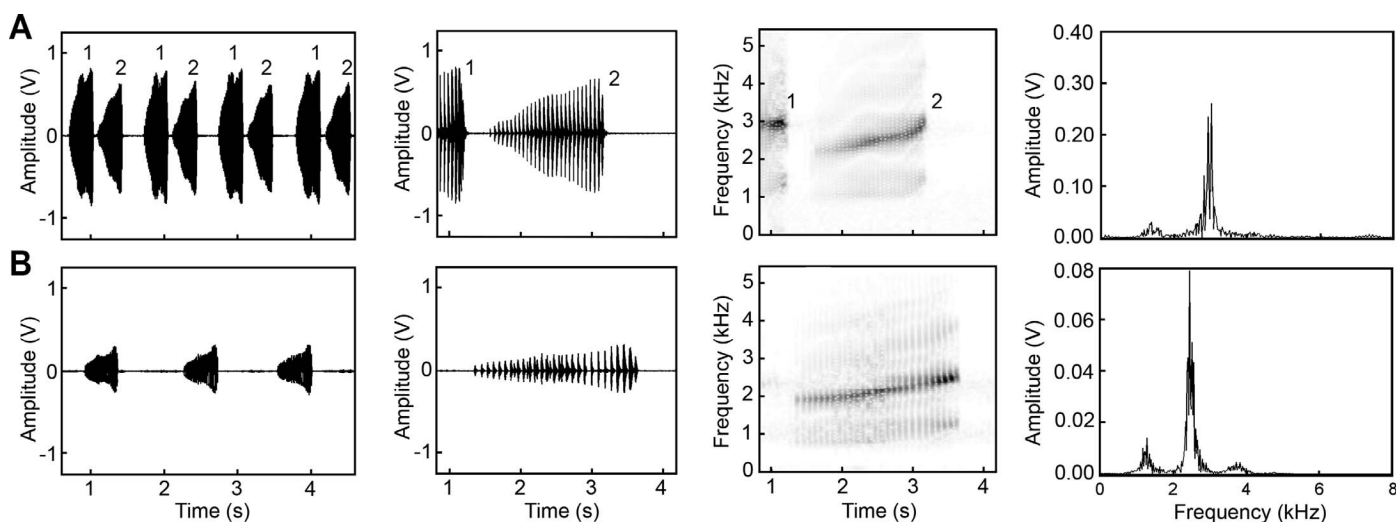 A
1 1 1 1
2 2 2 2
1
0
-1
Amplitude (V)
1
2
1
0
-1
Amplitude (V)
1
2
5
4
3
2
1
0
Frequency (kHz)
0.40
0.30
0.20
0.10
0.00
Amplitude (V)
B
1
0
-1
Amplitude (V)
1 2 3 4
Time (s)
1
0
-1
Amplitude (V)
1 2 3 4
Time (s)
5
4
3
2
1
0
Frequency (kHz)
1 2 3 4
Time (s)
0.08
0.06
0.04
0.02
0.00
Amplitude (V)
0 2 4 6 8
Frequency (kHz)